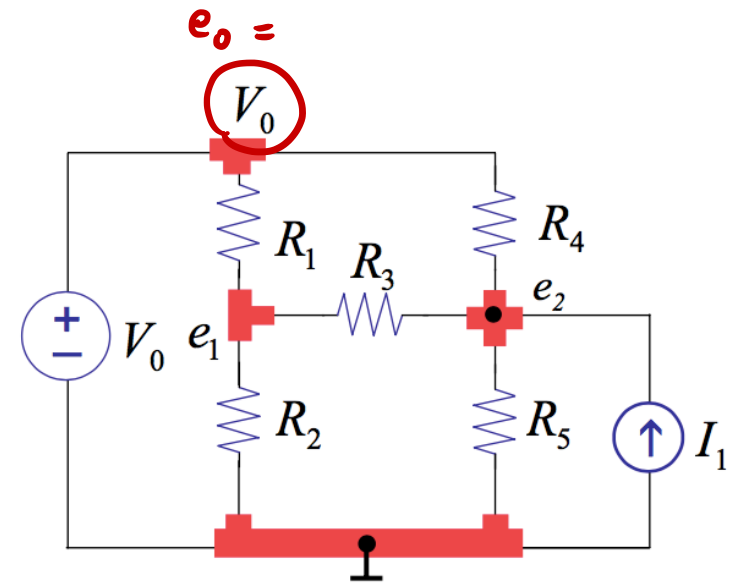 e₀ =
V₀
R₁
R₄
R₃
e₂
+
−
V₀
e₁
R₂
R₅
↑
I₁